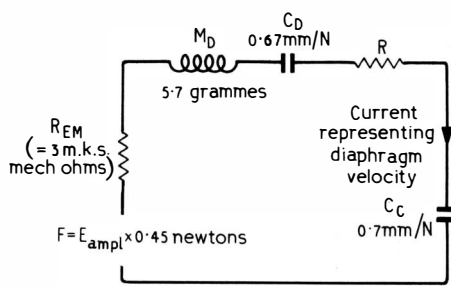 M_D
5·7 grammes
C_D
0·67mm/N
R
R_EM
(= 3 m.k.s.
mech ohms)
Current
representing
diaphragm
velocity
C_C
0·7mm/N
F=E_ampl×0·45 newtons